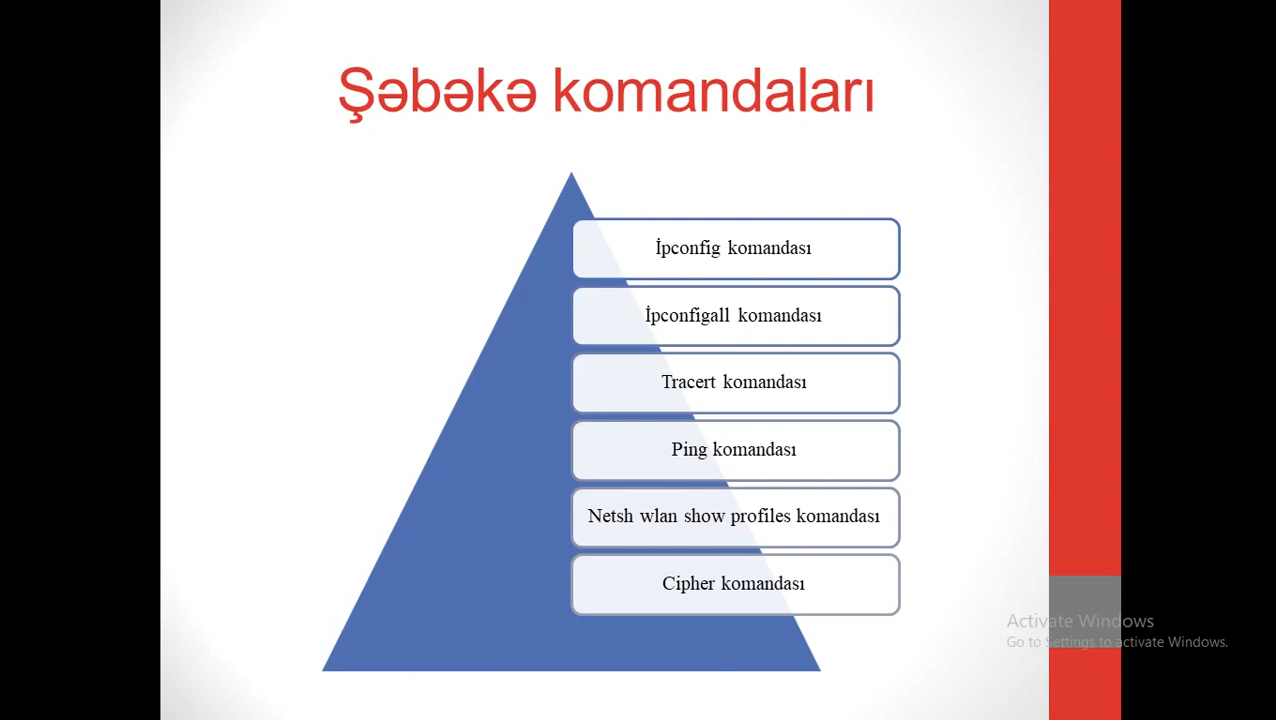 Şəbəkə komandaları
İpconfig komandası
İpconfigall komandası
Tracert komandası
Ping komandası
Netsh wlan show profiles komandası
Cipher komandası
Activate Windows
Go to Settings to activate Windows.